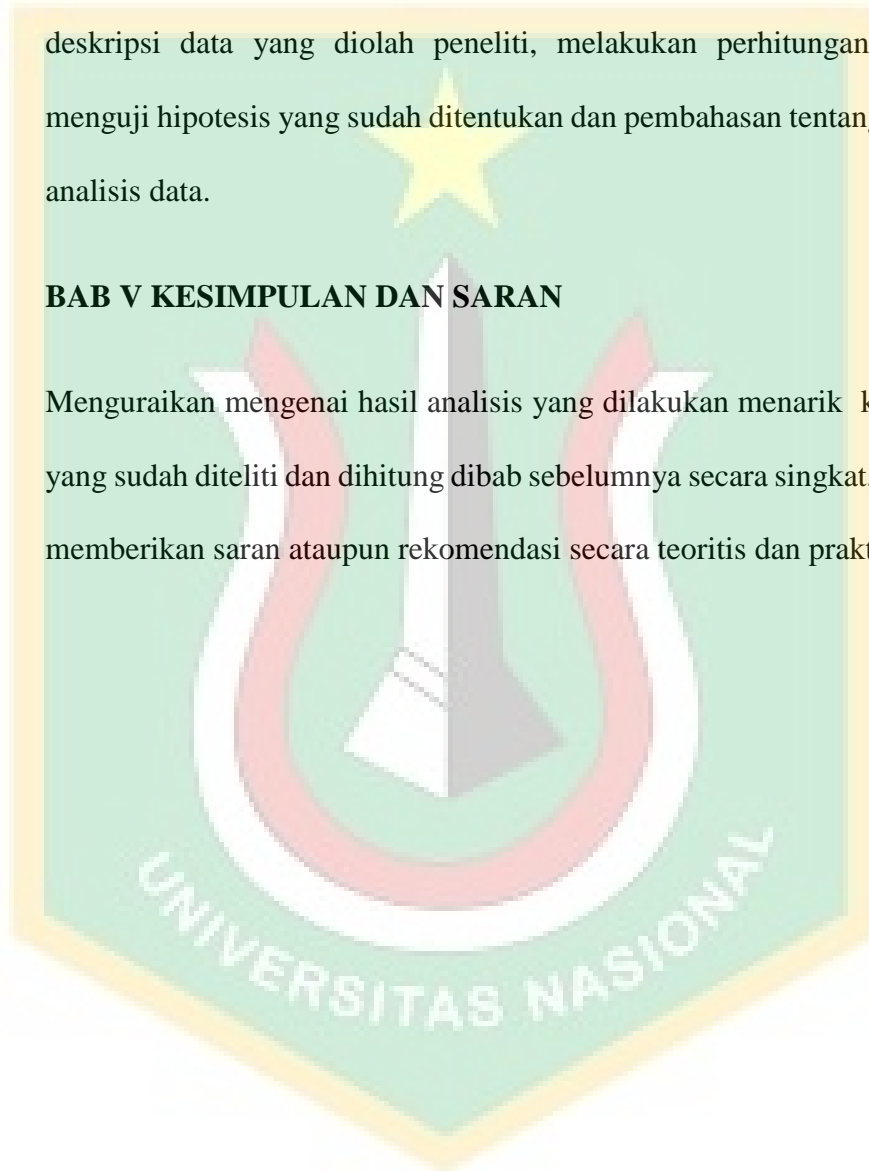 deskripsi data yang diolah peneliti, melakukan perhitungan
menguji hipotesis yang sudah ditentukan dan pembahasan tentang
analisis data.
BAB V KESIMPULAN DAN SARAN
Menguraikan mengenai hasil analisis yang dilakukan menarik k
yang sudah diteliti dan dihitung dibab sebelumnya secara singkat.
memberikan saran ataupun rekomendasi secara teoritis dan prakt
UNIVERSITAS NASIONAL